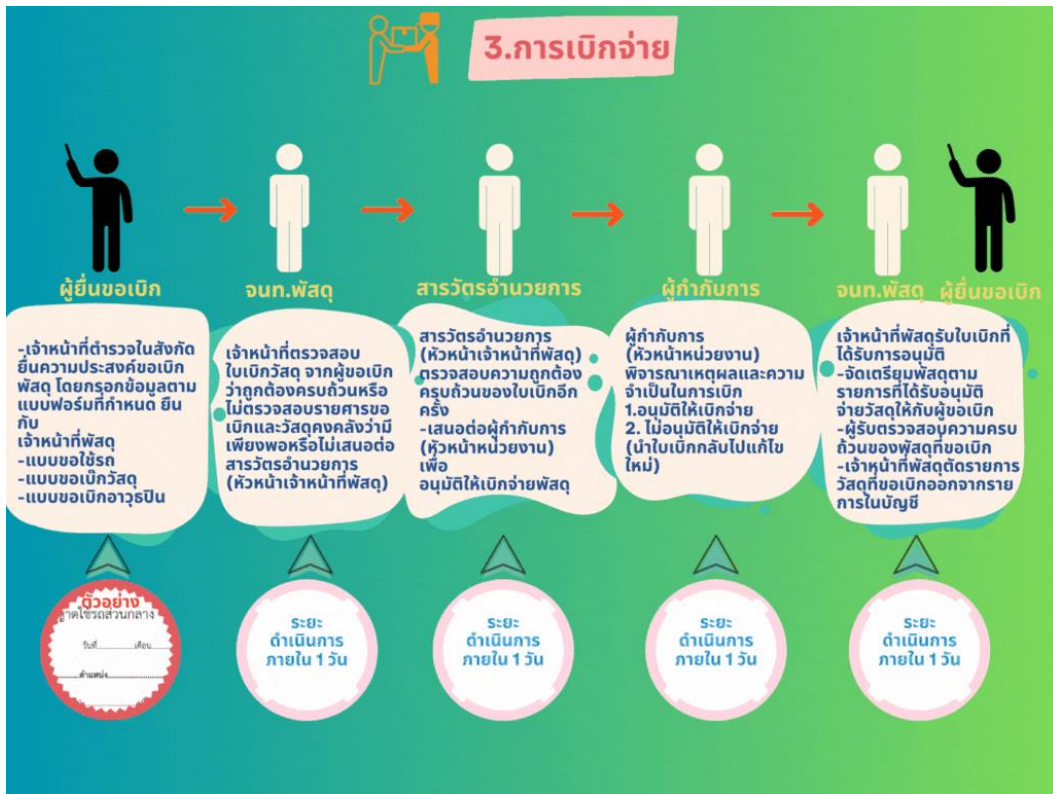 3.การเบิกจ่าย
ผู้ยื่นขอเบิก
-เจ้าหน้าที่ตำรวจในสังกัด
ยื่นความประสงค์ขอเบิก
พัสดุ โดยกรอกข้อมูลตาม
แบบฟอร์มที่กำหนด ยืน
กับ
เจ้าหน้าที่พัสดุ
-แบบขอใช้รถ
-แบบขอเบ๊กวัสดุ
-แบบขอเบิกอาวุธปืน
ตัวอย่าง
าตใช้รถส่วนกลาง
วันที่..................เดือน......
....ตำแหน่ง..........................
จนท.พัสดุ
เจ้าหน้าที่ตรวจสอบ
ใบเบิกวัสดุ จากผู้ขอเบิก
ว่าถูกต้องครบถ้วนหรือ
ไม่ตรวจสอบรายศารขอ
เบิกและวัสดุคงคลังว่ามี
เพียงพอหรือไม่เสนอต่อ
สารวัตรอำนวยการ
(หัวหน้าเจ้าหน้าที่พัสดุ)
ระยะ
ดำเนินการ
ภายใน 1 วัน
สารวัตรอำนวยการ
สารวัตรอำนวยการ
(หัวหน้าเจ้าหน้าที่พัสดุ)
ตรวจสอบความถูกต้อง
ครบถ้วนของใบเบิกอีก
ครั้ง
-เสนอต่อผู้กำกับการ
(หัวหน้าหน่วยงาน)
เพื่อ
อนุมัติให้เบิกจ่ายพัสดุ
ระยะ
ดำเนินการ
ภายใน 1 วัน
ผู้กำกับการ
ผู้กำกับการ
(หัวหน้าหน่วยงาน)
พิจารณาเหตุผลและความ
จำเป็นในการเบิก
1.อนุมัติให้เบิกจ่าย
2. ไม่อนุมัติให้เบิกจ่าย
(นำใบเบิกกลับไปแก้ไข
ใหม่)
ระยะ
ดำเนินการ
ภายใน 1 วัน
จนท.พัสดุ ผู้ยื่นขอเบิก
เจ้าหน้าที่พัสดุรับใบเบิกที่
ได้รับการอนุมัติ
-จัดเตรียมพัสดุตาม
รายการที่ได้รับอนุมัติ
จ่ายวัสดุให้กับผู้ขอเบิก
-ผู้รับตรวจสอบความครบ
ถ้วนของพัสดุที่ขอเบิก
-เจ้าหน้าที่พัสดุตัดรายการ
วัสดุที่ขอเบิกออกจากราย
การในบัญชี
ระยะ
ดำเนินการ
ภายใน 1 วัน